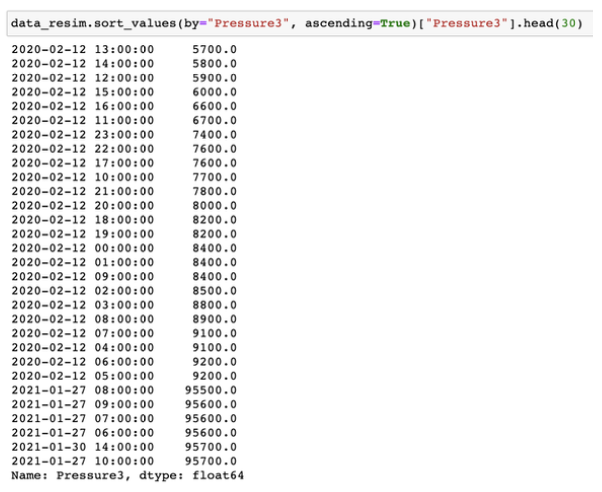 data_resim.sort_values(by="Pressure3", ascending=True)["Pressure3"].head(30)
2020-02-12 13:00:00 5700.0
2020-02-12 14:00:00 5800.0
2020-02-12 12:00:00 5900.0
2020-02-12 15:00:00 6000.0
2020-02-12 16:00:00 6600.0
2020-02-12 11:00:00 6700.0
2020-02-12 23:00:00 7400.0
2020-02-12 22:00:00 7600.0
2020-02-12 17:00:00 7600.0
2020-02-12 10:00:00 7700.0
2020-02-12 21:00:00 7800.0
2020-02-12 20:00:00 8000.0
2020-02-12 18:00:00 8200.0
2020-02-12 19:00:00 8200.0
2020-02-12 00:00:00 8400.0
2020-02-12 01:00:00 8400.0
2020-02-12 09:00:00 8400.0
2020-02-12 02:00:00 8500.0
2020-02-12 03:00:00 8800.0
2020-02-12 08:00:00 8900.0
2020-02-12 07:00:00 9100.0
2020-02-12 04:00:00 9100.0
2020-02-12 06:00:00 9200.0
2020-02-12 05:00:00 9200.0
2021-01-27 08:00:00 95500.0
2021-01-27 09:00:00 95600.0
2021-01-27 07:00:00 95600.0
2021-01-27 06:00:00 95600.0
2021-01-30 14:00:00 95700.0
2021-01-27 10:00:00 95700.0
Name: Pressure3, dtype: float64